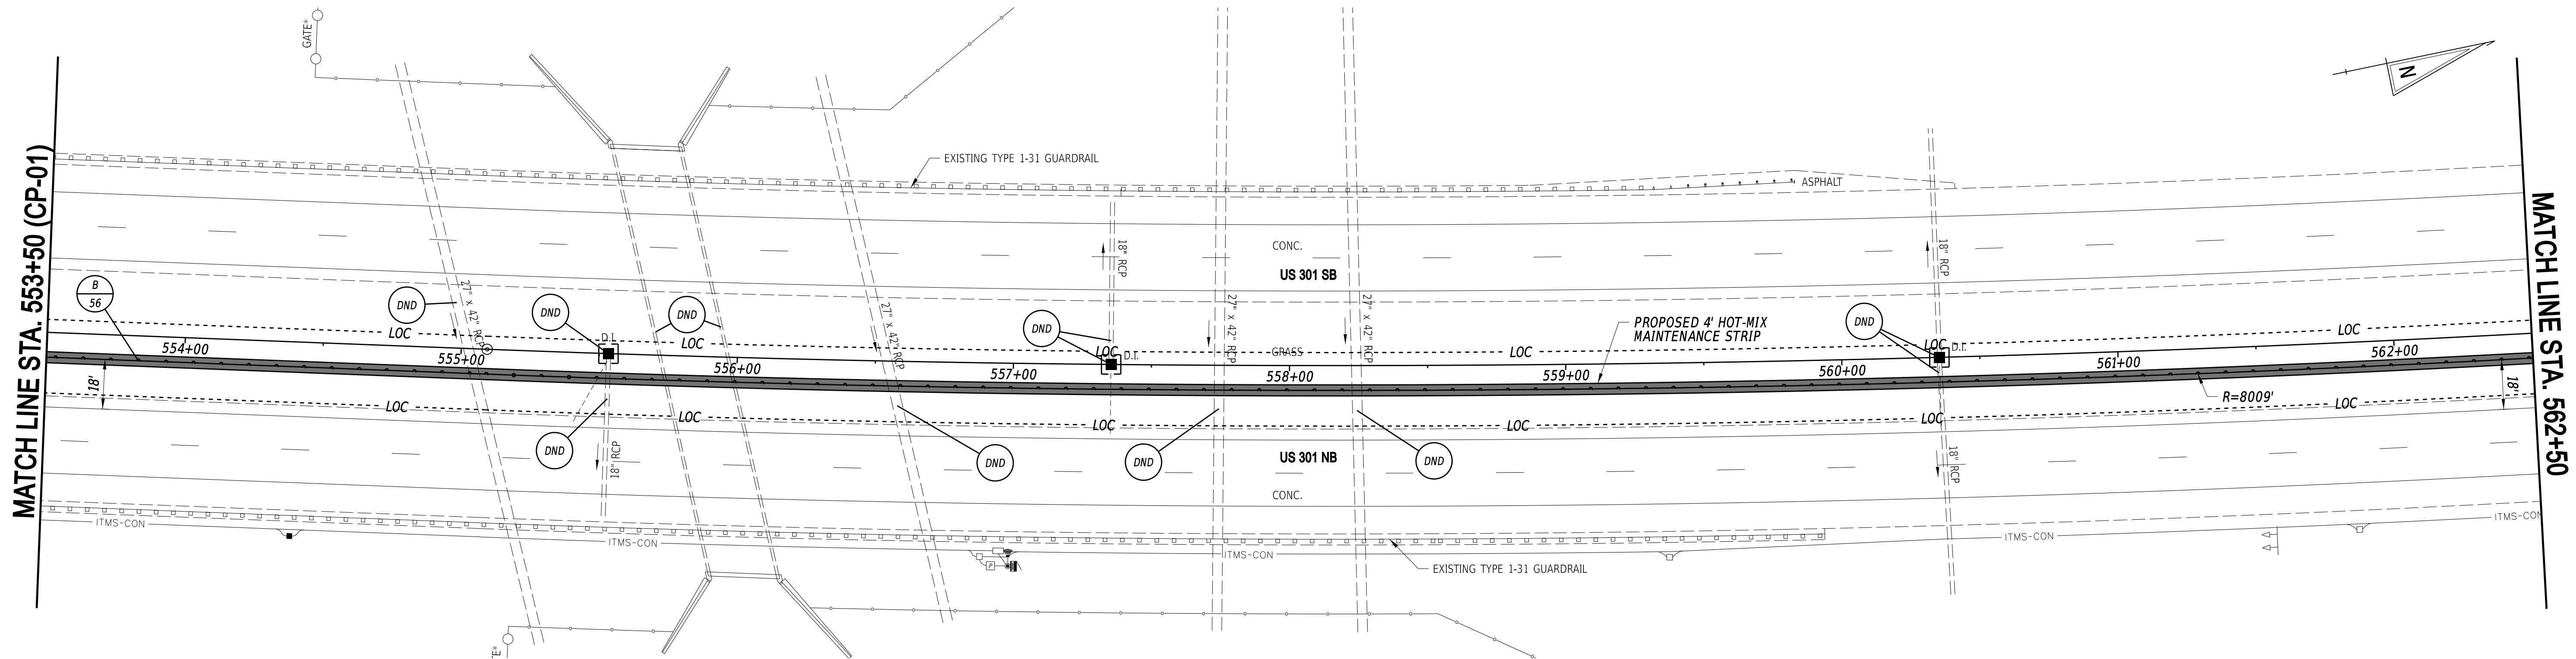 GATE*
MATCH LINE STA. 553+50 (CP-01)
EXISTING TYPE 1-31 GUARDRAIL
ASPHALT
N
MATCH LINE STA. 562+50
18" RCP
CONC.
18" RCP
US 301 SB
B
56
DND
DND
DND
DND
DND
27" x 42" RCP
27" x 42" RCP
27" x 42" RCP
27" x 42" RCP
PROPOSED 4' HOT-MIX
MAINTENANCE STRIP
LOC
LOC
LOC
LOC
LOC
LOC
D.I.
D.I.
D.I.
GRASS
554+00
555+00
556+00
557+00
558+00
559+00
560+00
561+00
562+00
18'
18'
R=8009'
LOC
LOC
LOC
LOC
LOC
LOC
DND
DND
DND
DND
18" RCP
18" RCP
US 301 NB
CONC.
ITMS-CON
ITMS-CON
ITMS-CON
ITMS-CON
ITMS-CON
P
EXISTING TYPE 1-31 GUARDRAIL